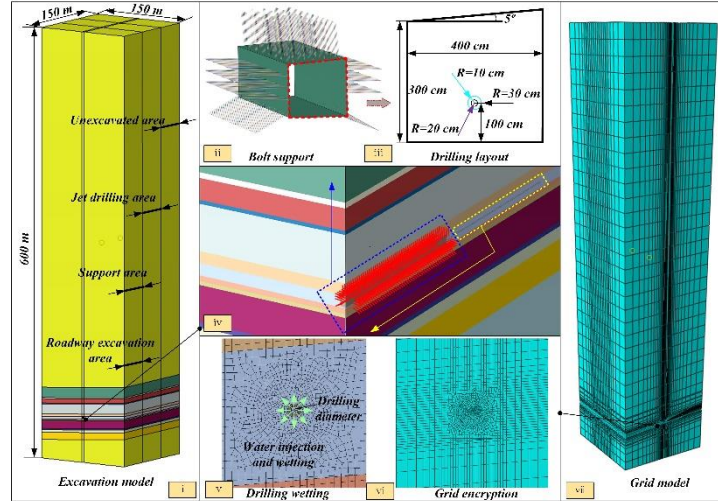 150 m
150 m
600 m
Unexcavated area
Jet drilling area
Support area
Roadway excavation
area
Excavation model
i
ii
Bolt support
5°
400 cm
R=10 cm
300 cm
R=30 cm
100 cm
R=20 cm
iii
Drilling layout
iv
Drilling
diameter
Water injection
and wetting
v
Drilling wetting
vi
Grid encryption
vii
Grid model